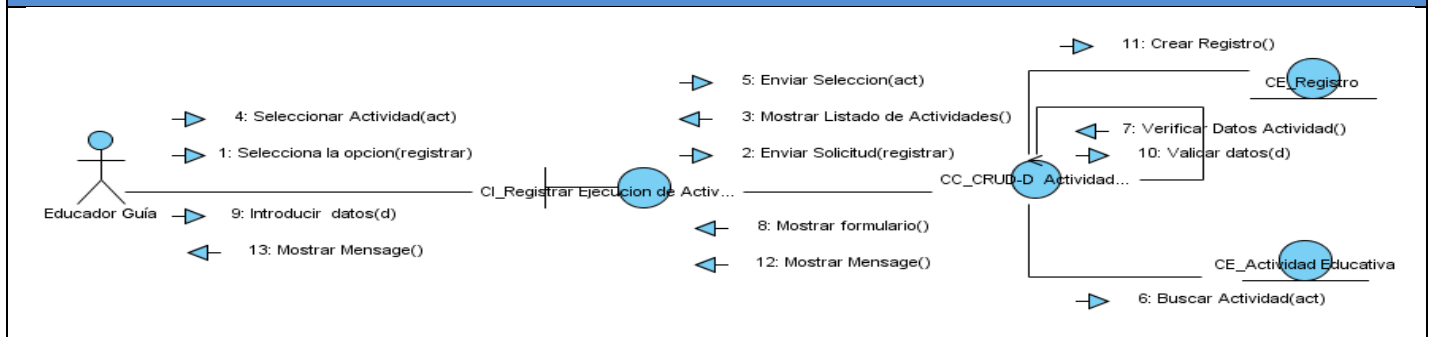 11: Crear Registro()
5: Enviar Seleccion(act)
CE_Registro
4: Seleccionar Actividad(act)
3: Mostrar Listado de Actividades()
7: Verificar Datos Actividad()
1: Selecciona la opcion(registrar)
2: Enviar Solicitud(registrar)
10: Validar datos(d)
CI_Registrar Ejecucion de Activ...
CC_CRUD-D Actividad...
Educador Guía
9: Introducir datos(d)
8: Mostrar formulario()
13: Mostrar Mensage()
12: Mostrar Mensage()
CE_Actividad Educativa
6: Buscar Actividad(act)